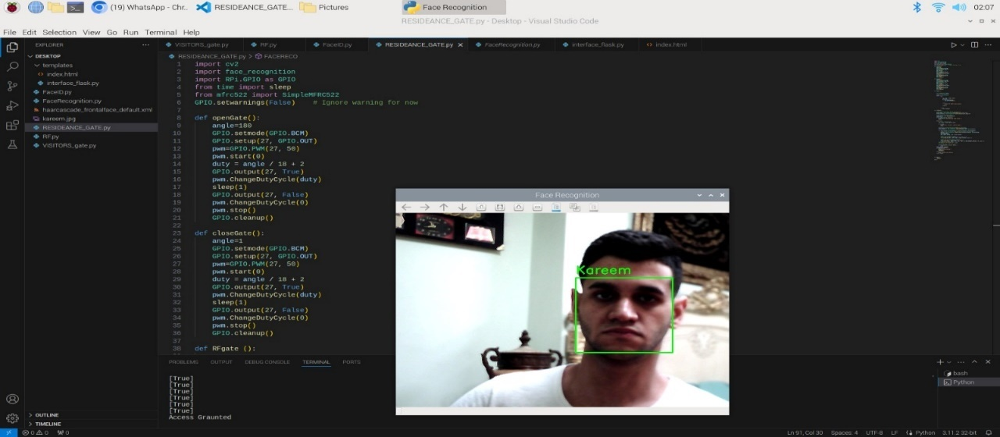 (19) WhatsApp - Chr...
RESIDEANCE_GATE...
Pictures
Face Recognition
02:07
RESIDEANCE_GATE.py - Desktop - Visual Studio Code
File Edit Selection View Go Run Terminal Help
EXPLORER
DESKTOP
templates
index.html
interface_flask.py
FaceID.py
FaceRecognition.py
haarcascade_frontalface_default.xml
kareem.jpg
RESIDEANCE_GATE.py
RF.py
VISITORS_gate.py
OUTLINE
TIMELINE
VISITORS_gate.py RF.py FaceID.py RESIDEANCE_GATE.py FaceRecognition.py interface_flask.py index.html
RESIDEANCE_GATE.py > FACERECO
1 import cv2
2 import face_recognition
3 import RPi.GPIO as GPIO
4 from time import sleep
5 from mfrc522 import SimpleMFRC522
6 GPIO.setwarnings(False) # Ignore warning for now
7
8 def openGate():
9 angle=180
10 GPIO.setmode(GPIO.BCM)
11 GPIO.setup(27, GPIO.OUT)
12 pwm=GPIO.PWM(27, 50)
13 pwm.start(0)
14 duty = angle / 18 + 2
15 GPIO.output(27, True)
16 pwm.ChangeDutyCycle(duty)
17 sleep(1)
18 GPIO.output(27, False)
19 pwm.ChangeDutyCycle(0)
20 pwm.stop()
21 GPIO.cleanup()
22
23 def closeGate():
24 angle=1
25 GPIO.setmode(GPIO.BCM)
26 GPIO.setup(27, GPIO.OUT)
27 pwm=GPIO.PWM(27, 50)
28 pwm.start(0)
29 duty = angle / 18 + 2
30 GPIO.output(27, True)
31 pwm.ChangeDutyCycle(duty)
32 sleep(1)
33 GPIO.output(27, False)
34 pwm.ChangeDutyCycle(0)
35 pwm.stop()
36 GPIO.cleanup()
37
38 def RFgate ():
Face Recognition
Kareem
PROBLEMS OUTPUT DEBUG CONSOLE TERMINAL PORTS
[True]
[True]
[True]
[True]
[True]
[True]
Access Graunted
bash
Python
0 0 0
Ln 91, Col 30 Spaces: 4 UTF-8 LF Python 3.11.2 32-bit